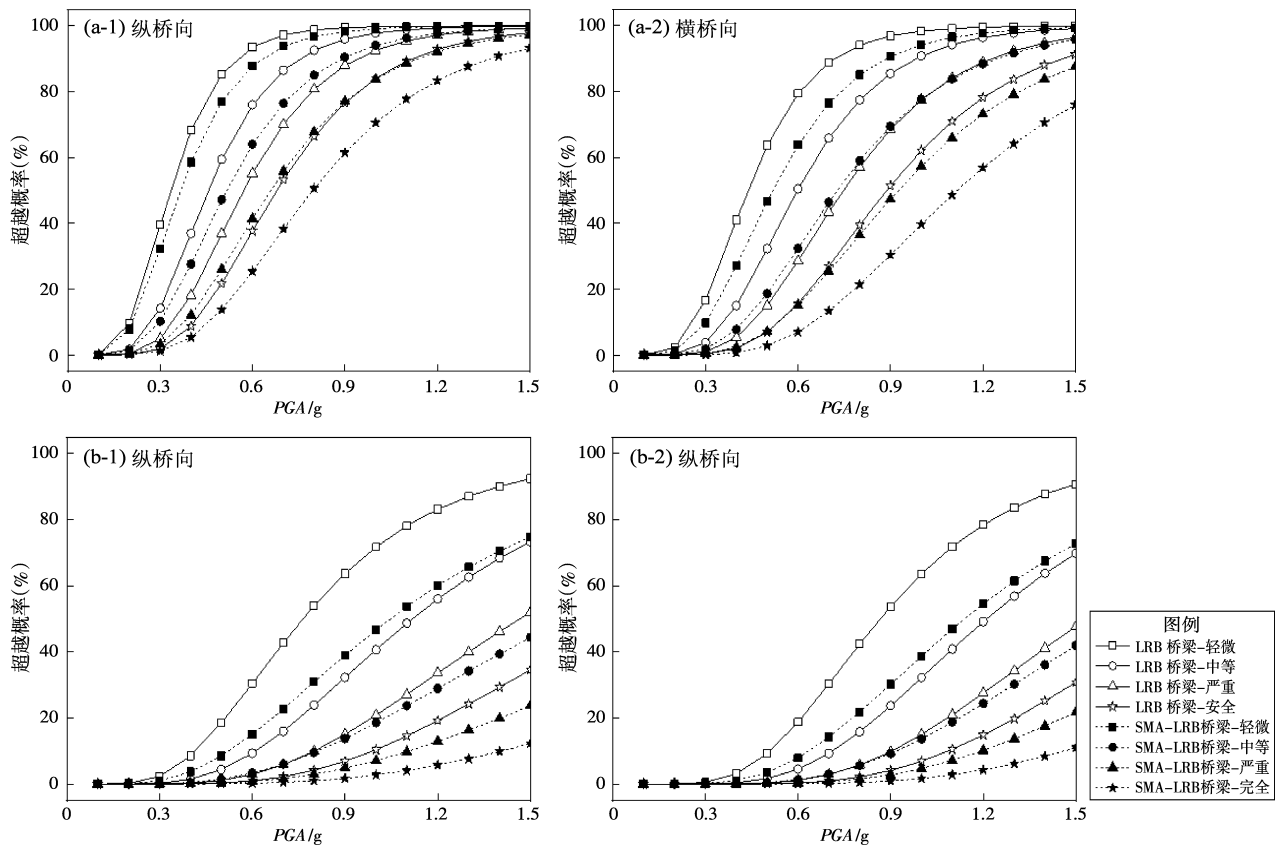 (a-1) 纵桥向
超越概率(%)
100
80
60
40
20
0
0
0.3
0.6
0.9
1.2
1.5
PGA/g
(a-2) 横桥向
超越概率(%)
100
80
60
40
20
0
0
0.3
0.6
0.9
1.2
1.5
PGA/g
(b-1) 纵桥向
超越概率(%)
100
80
60
40
20
0
0
0.3
0.6
0.9
1.2
1.5
PGA/g
(b-2) 纵桥向
超越概率(%)
100
80
60
40
20
0
0
0.3
0.6
0.9
1.2
1.5
PGA/g
图例
LRB 桥梁-轻微
LRB 桥梁-中等
LRB 桥梁-严重
LRB 桥梁-安全
SMA-LRB桥梁-轻微
SMA-LRB桥梁-中等
SMA-LRB桥梁-严重
SMA-LRB桥梁-完全